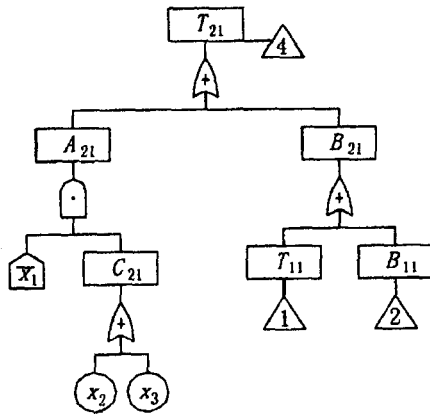 T₂₁
4
+
A₂₁ B₂₁
· +
X̅₁ C₂₁ T₁₁ B₁₁
+ 1 2
x₂ x₃